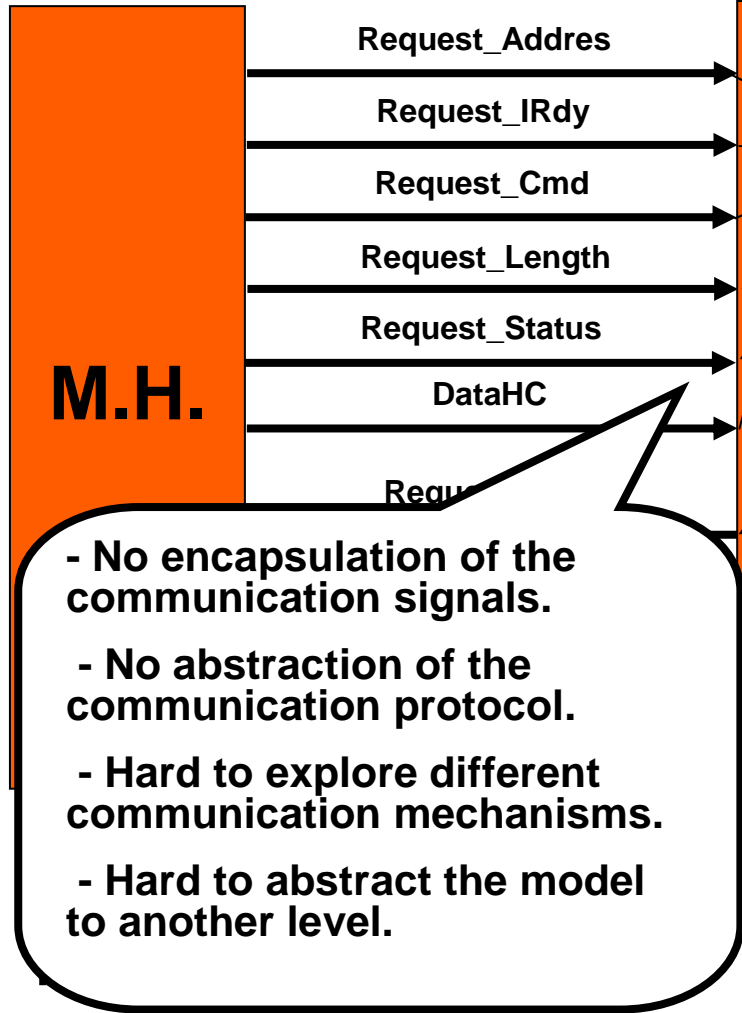 Request_Addres
Request_IRdy
Request_Cmd
Request_Length
Request_Status
M.H.
DataHC
- No encapsulation of the
communication signals.
- No abstraction of the
communication protocol.
- Hard to explore different
communication mechanisms.
- Hard to abstract the model
to another level.